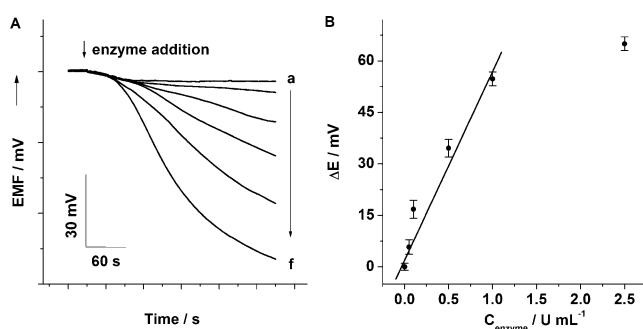 A
enzyme addition
a
EMF / mV
30 mV
60 s
f
Time / s
B
60
45
30
15
0
ΔE / mV
0.0 0.5 1.0 1.5 2.0 2.5
C enzyme / U mL⁻¹